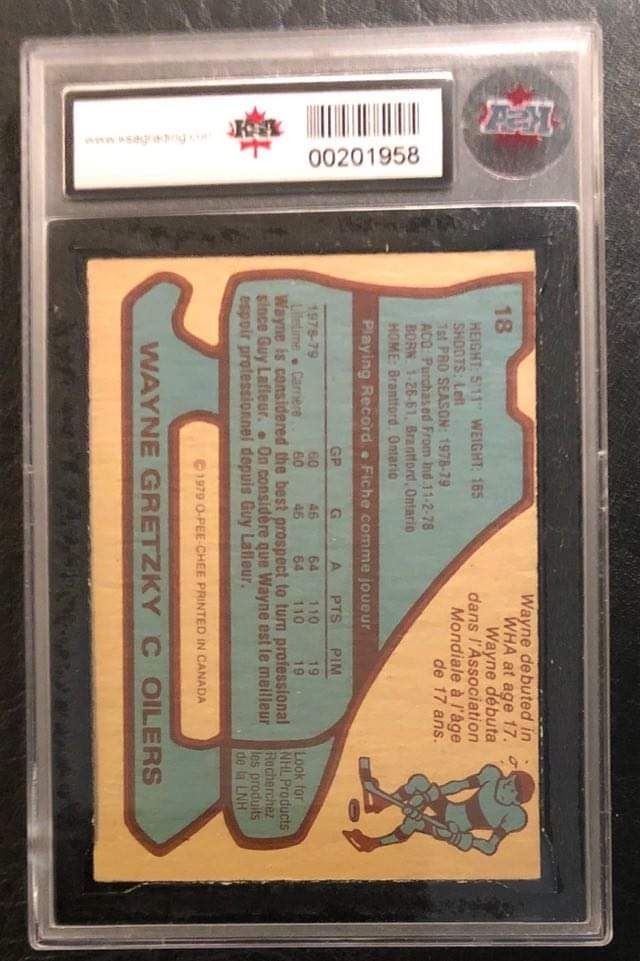 www.ksagrading.com
KSA
00201958
KSA
18
HEIGHT: 5'11" WEIGHT: 165
SHOOTS: Left
1st PRO SEASON: 1978-79
ACQ: Purchased From Ind 11-2-78
BORN 1-26-61, Brantford, Ontario
HOME: Brantford Ontario
Wayne debuted in
WHA at age 17.
Wayne débuta
dans l'Association
Mondiale à l'âge
de 17 ans.
Playing Record • Fiche comme joueur
GP G A PTS PIM
1978-79 60 46 64 110 19
Lifetime • Carrière 60 46 64 110 19
Wayne is considered the best prospect to turn professional
since Guy Lafleur. • On considère que Wayne est le meilleur
espoir professionnel depuis Guy Lafleur.
Look for
NHL Products
Recherchez
les produits
de la LNH
© 1979 O-PEE-CHEE PRINTED IN CANADA
WAYNE GRETZKY C OILERS